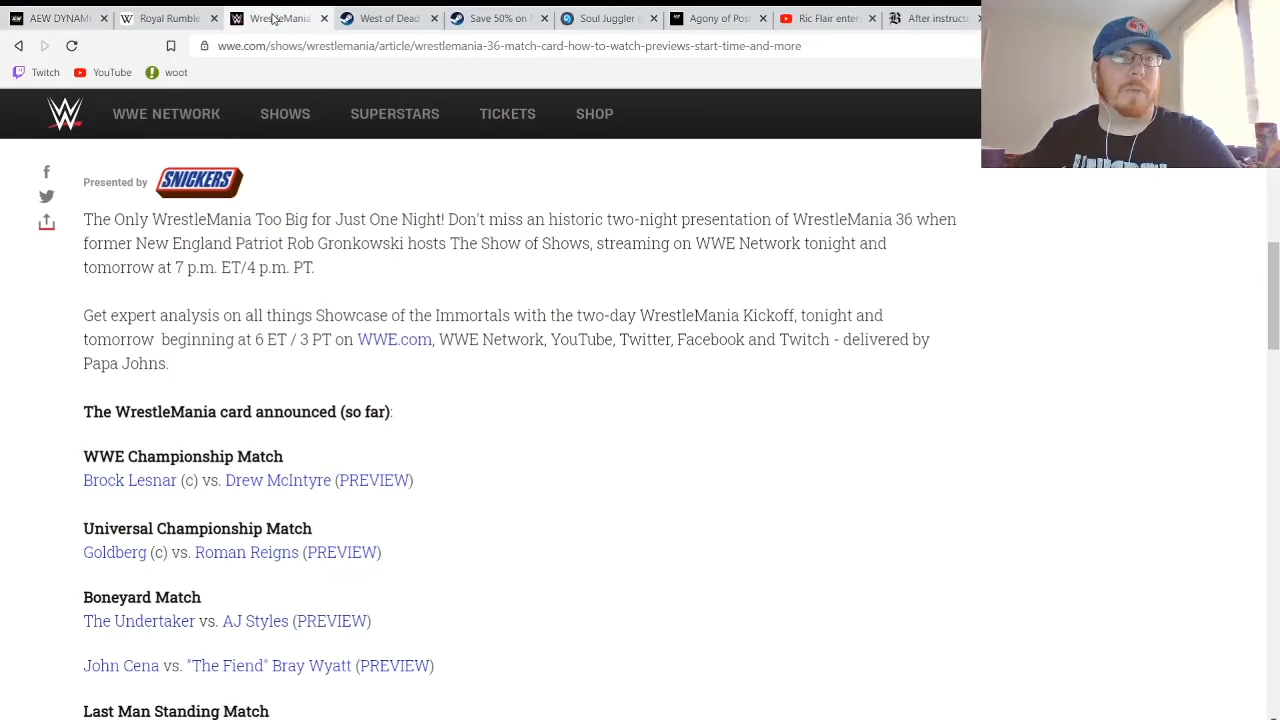 AEW DYNAM
Royal Rumble
WrestleMania
West of Dead
Save 50% on
Soul Juggler (
Agony of Pos
Ric Flair enter
After instructi
wwe.com/shows/wrestlemania/article/wrestlemania-36-match-card-how-to-watch-previews-start-time-and-more
Twitch YouTube woot
WWE NETWORK SHOWS SUPERSTARS TICKETS SHOP
Presented by SNICKERS
The Only WrestleMania Too Big for Just One Night! Don't miss an historic two-night presentation of WrestleMania 36 when
former New England Patriot Rob Gronkowski hosts The Show of Shows, streaming on WWE Network tonight and
tomorrow at 7 p.m. ET/4 p.m. PT.
Get expert analysis on all things Showcase of the Immortals with the two-day WrestleMania Kickoff, tonight and
tomorrow beginning at 6 ET / 3 PT on WWE.com, WWE Network, YouTube, Twitter, Facebook and Twitch - delivered by
Papa Johns.
The WrestleMania card announced (so far):
WWE Championship Match
Brock Lesnar (c) vs. Drew McIntyre (PREVIEW)
Universal Championship Match
Goldberg (c) vs. Roman Reigns (PREVIEW)
Boneyard Match
The Undertaker vs. AJ Styles (PREVIEW)
John Cena vs. "The Fiend" Bray Wyatt (PREVIEW)
Last Man Standing Match